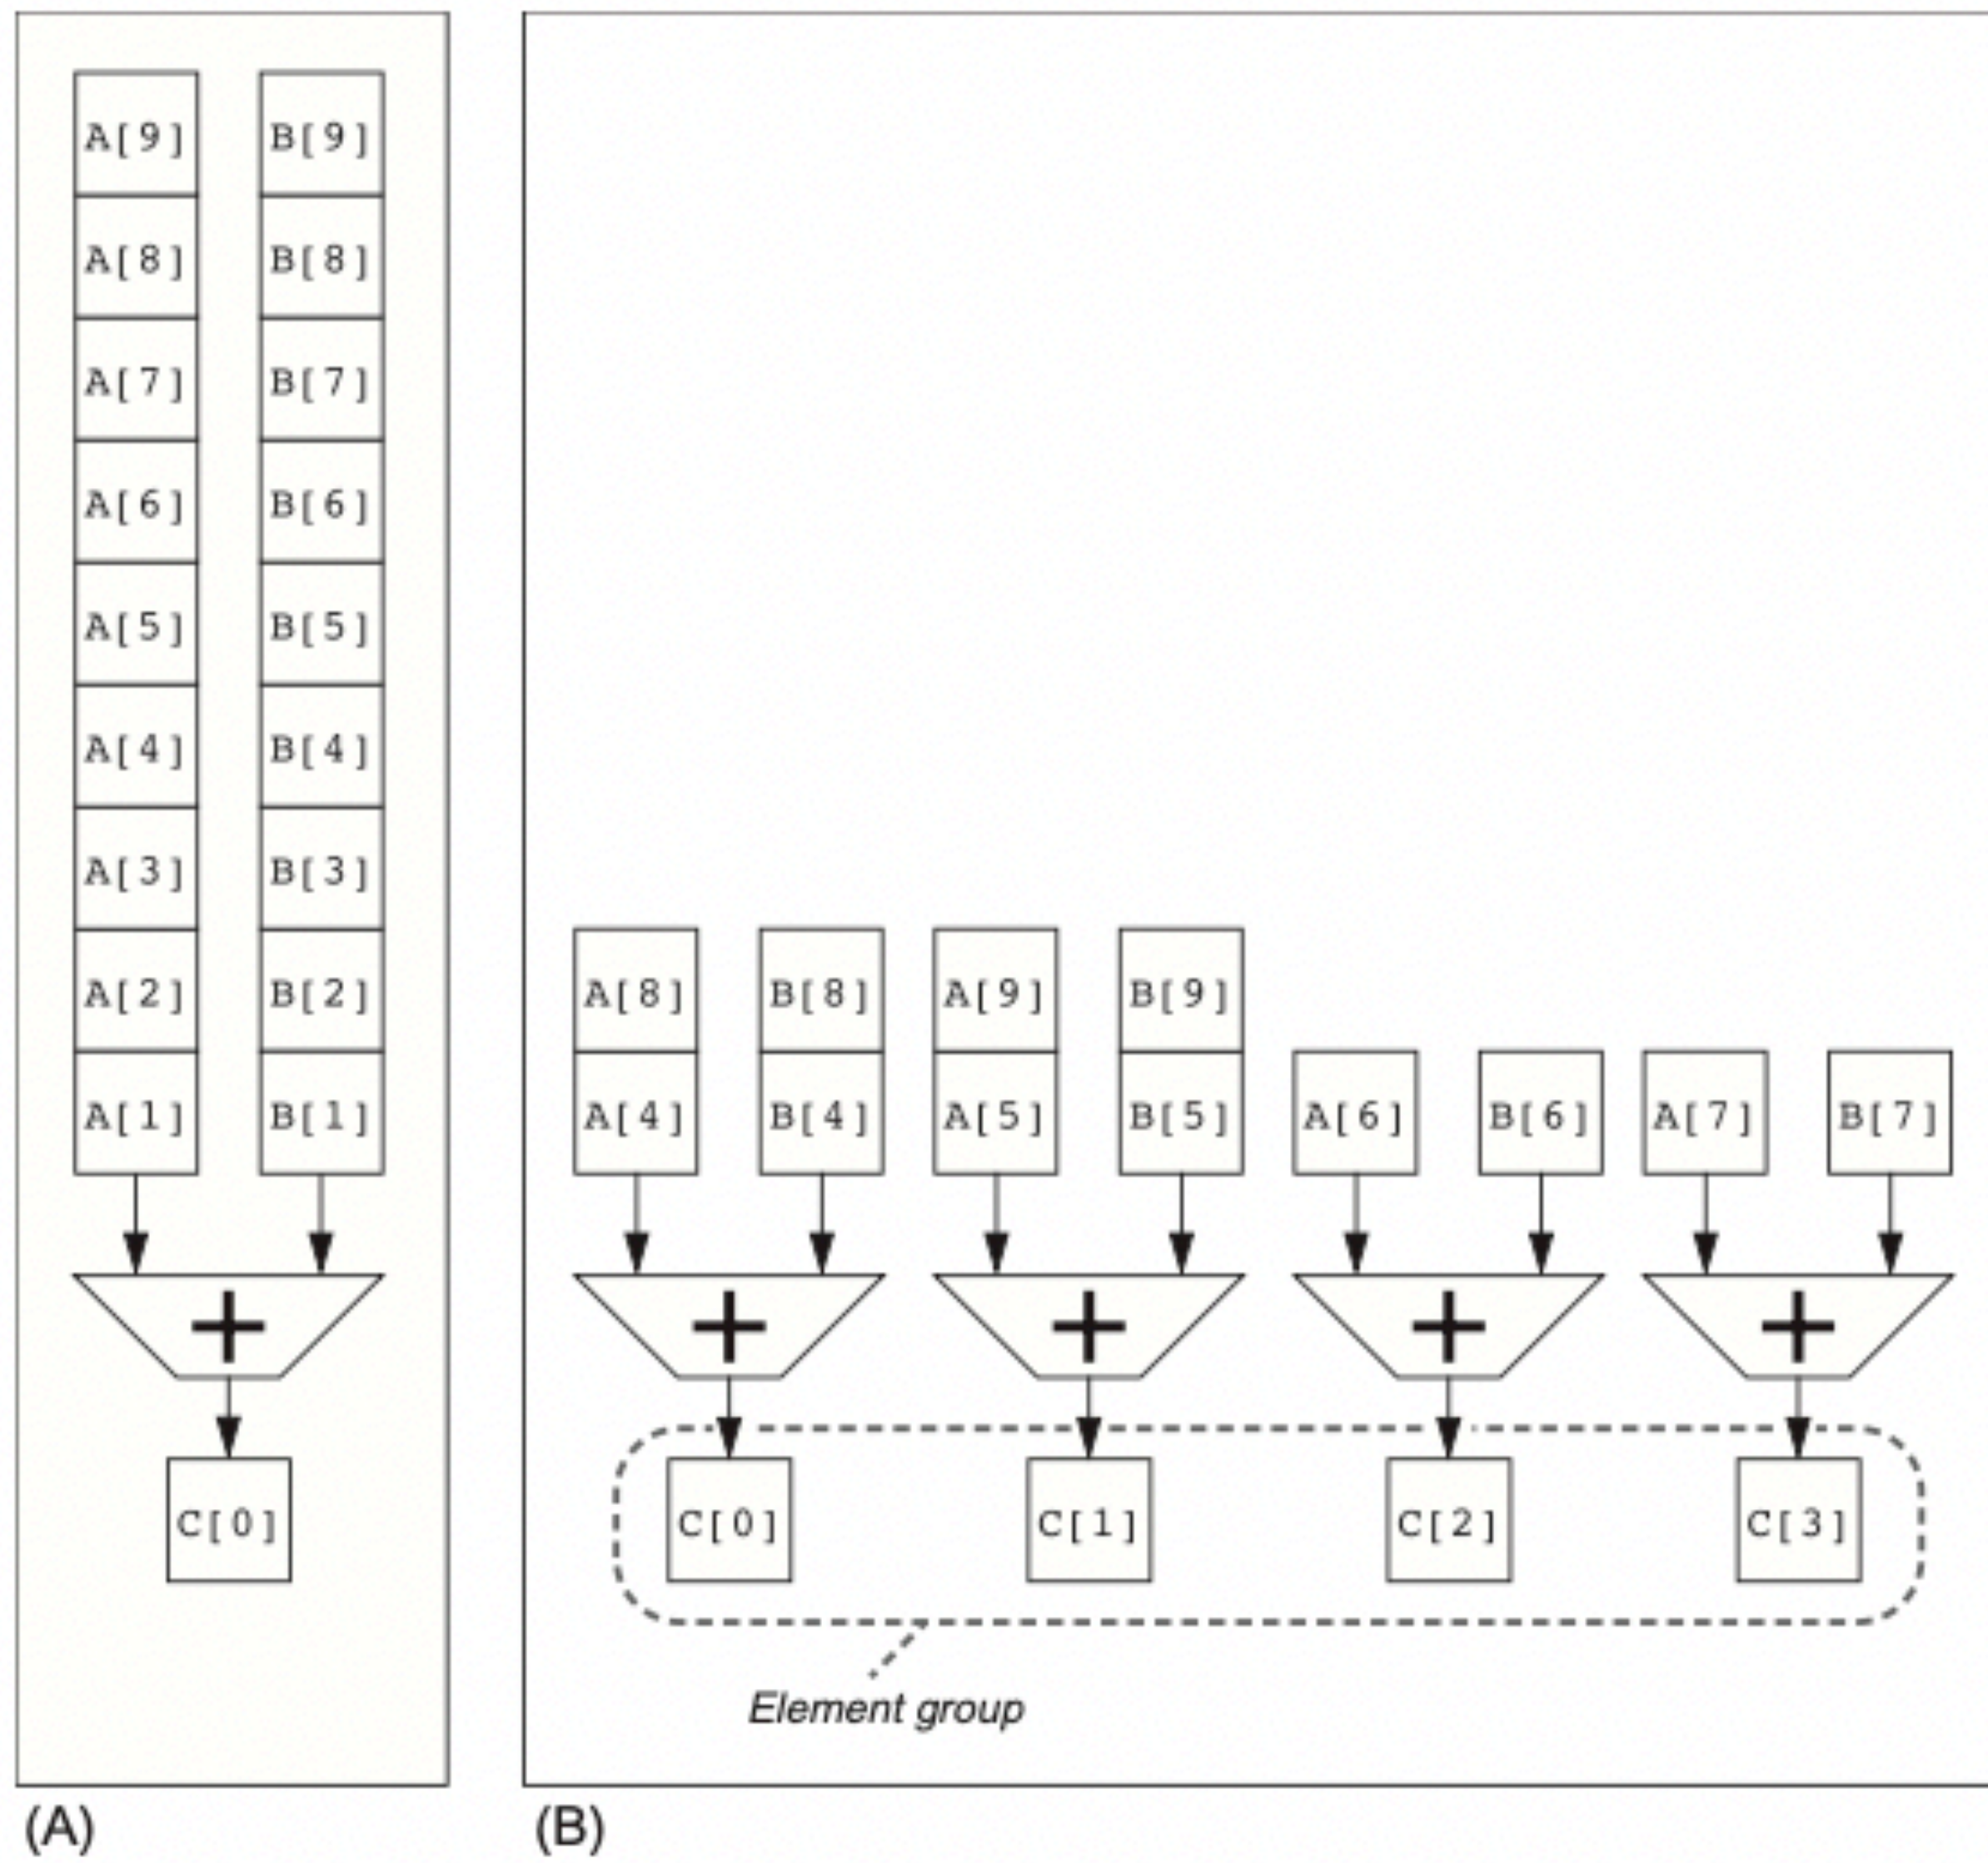 A[9] B[9]
A[8] B[8]
A[7] B[7]
A[6] B[6]
A[5] B[5]
A[4] B[4]
A[3] B[3]
A[2] B[2]
A[1] B[1]
+
C[0]
(A)
A[8] B[8] A[9] B[9]
A[4] B[4] A[5] B[5] A[6] B[6] A[7] B[7]
+ + + +
C[0] C[1] C[2] C[3]
Element group
(B)